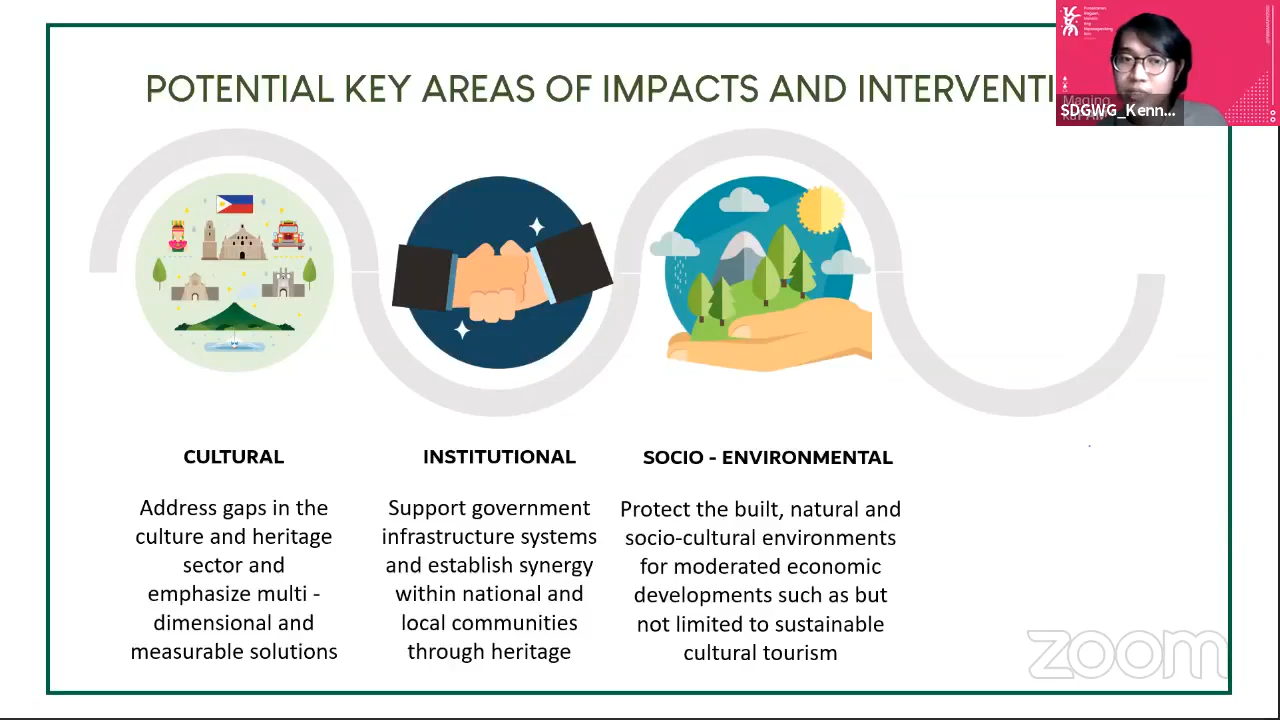 POTENTIAL KEY AREAS OF IMPACTS AND INTERVENTI
SDGWG_Kenn...
CULTURAL
Address gaps in the
culture and heritage
sector and
emphasize multi -
dimensional and
measurable solutions
INSTITUTIONAL
Support government
infrastructure systems
and establish synergy
within national and
local communities
through heritage
SOCIO - ENVIRONMENTAL
Protect the built, natural and
socio-cultural environments
for moderated economic
developments such as but
not limited to sustainable
cultural tourism
zoom